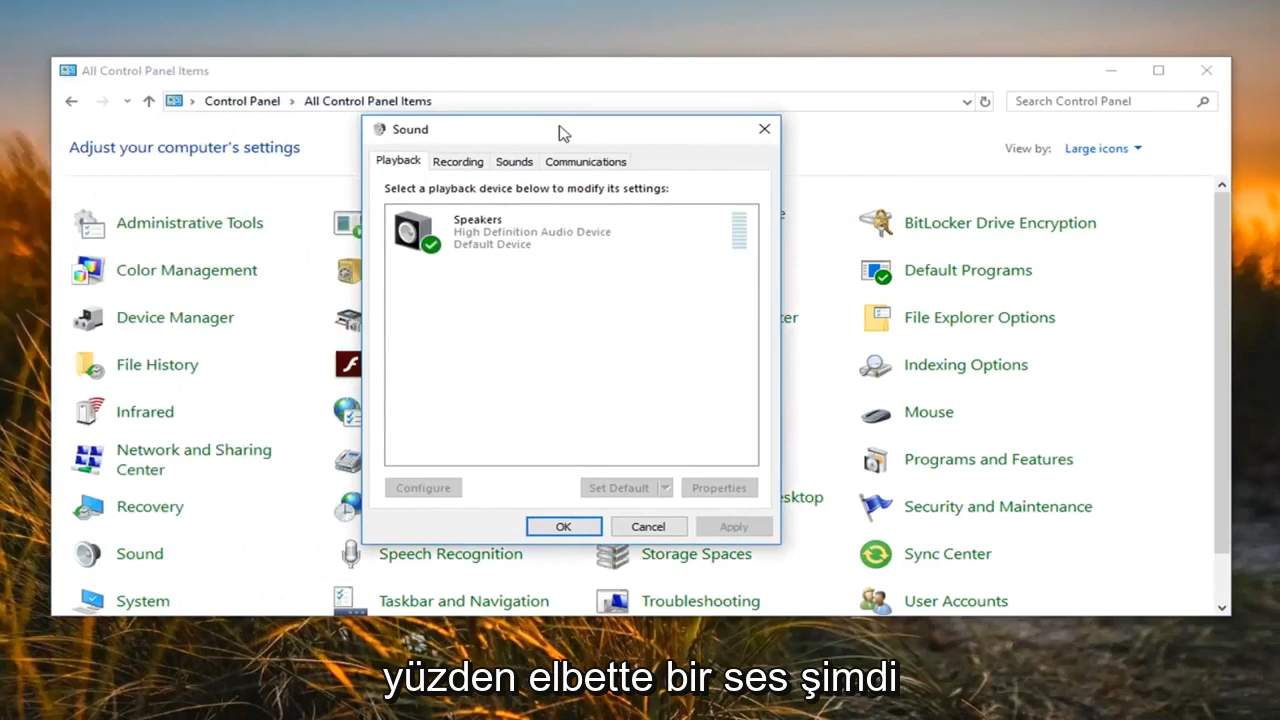 All Control Panel Items
Control Panel > All Control Panel Items
Search Control Panel
Adjust your computer's settings
View by: Large icons
Administrative Tools
Color Management
Device Manager
File History
Infrared
Network and Sharing
Center
Recovery
Sound
System
Sound
Playback Recording Sounds Communications
Select a playback device below to modify its settings:
Speakers
High Definition Audio Device
Default Device
Configure Set Default Properties
OK Cancel Apply
Speech Recognition
Taskbar and Navigation
Storage Spaces
Troubleshooting
BitLocker Drive Encryption
Default Programs
File Explorer Options
Indexing Options
Mouse
Programs and Features
Security and Maintenance
Sync Center
User Accounts
yüzden elbette bir ses şimdi